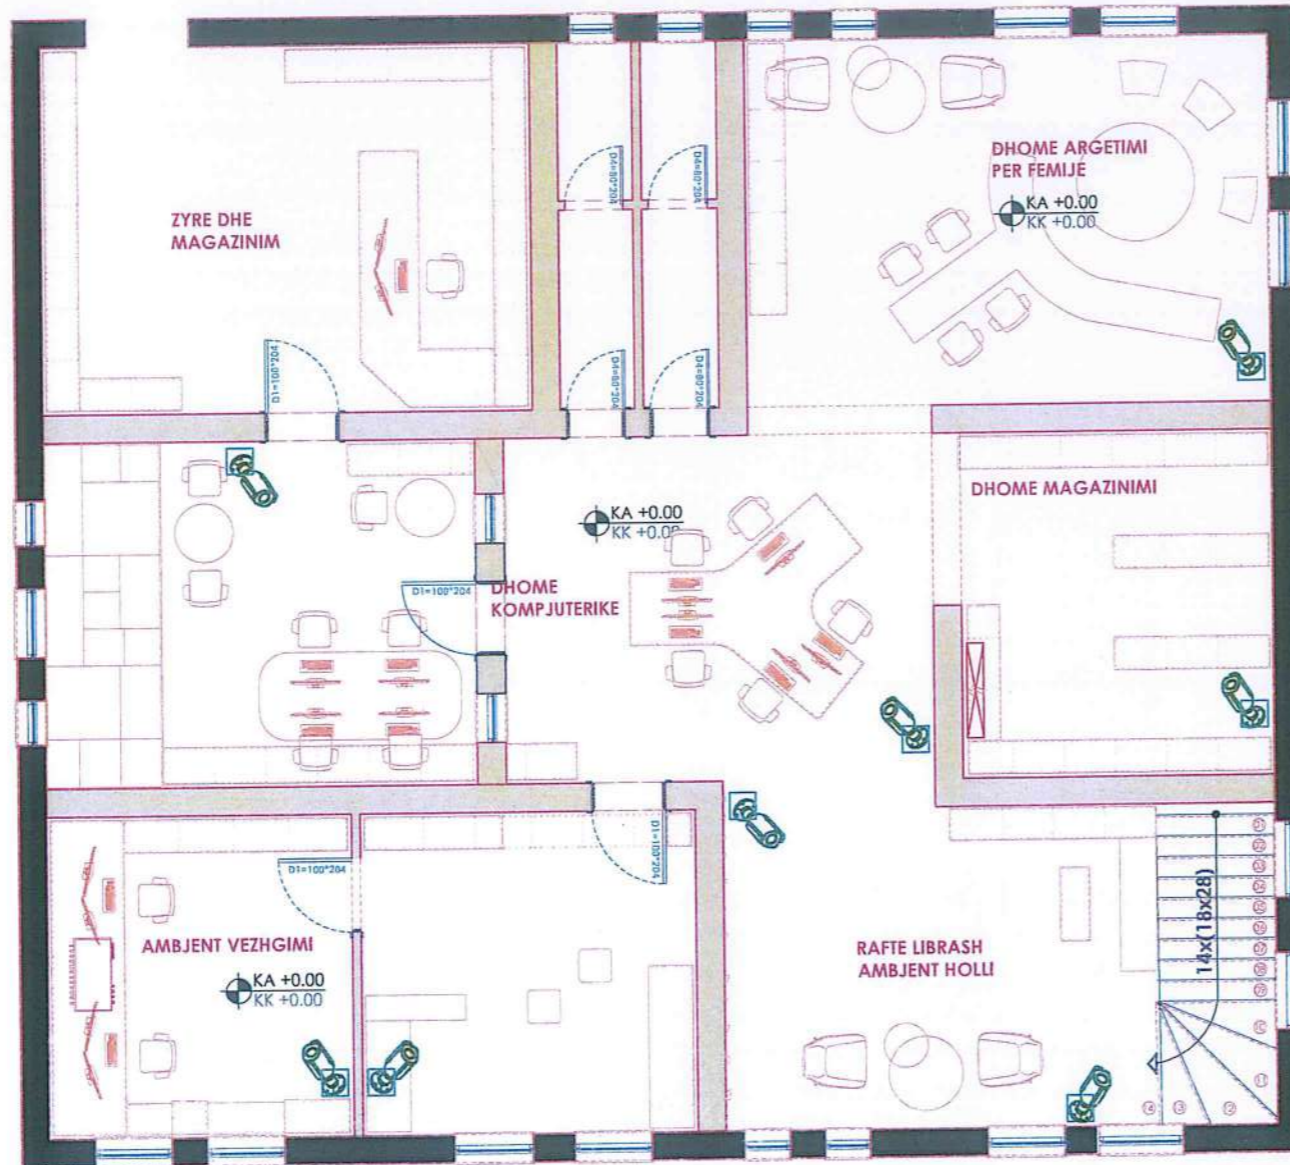 DHOME ARGETIMI
PER FEMIJE
KA +0.00
KK +0.00
ZYRE DHE
MAGAZINIM
D4=80*204
D4=80*204
D1=100*204
D4=80*204
D4=80*204
DHOME MAGAZINIMI
KA +0.00
KK +0.00
D1=100*204
DHOME
KOMPJUTERIKE
D1=100*204
D1=100*204
14x(18x28)
AMBJENT VEZHGIMI
KA +0.00
KK +0.00
RAFTE LIBRASH
AMBJENT HOLLI